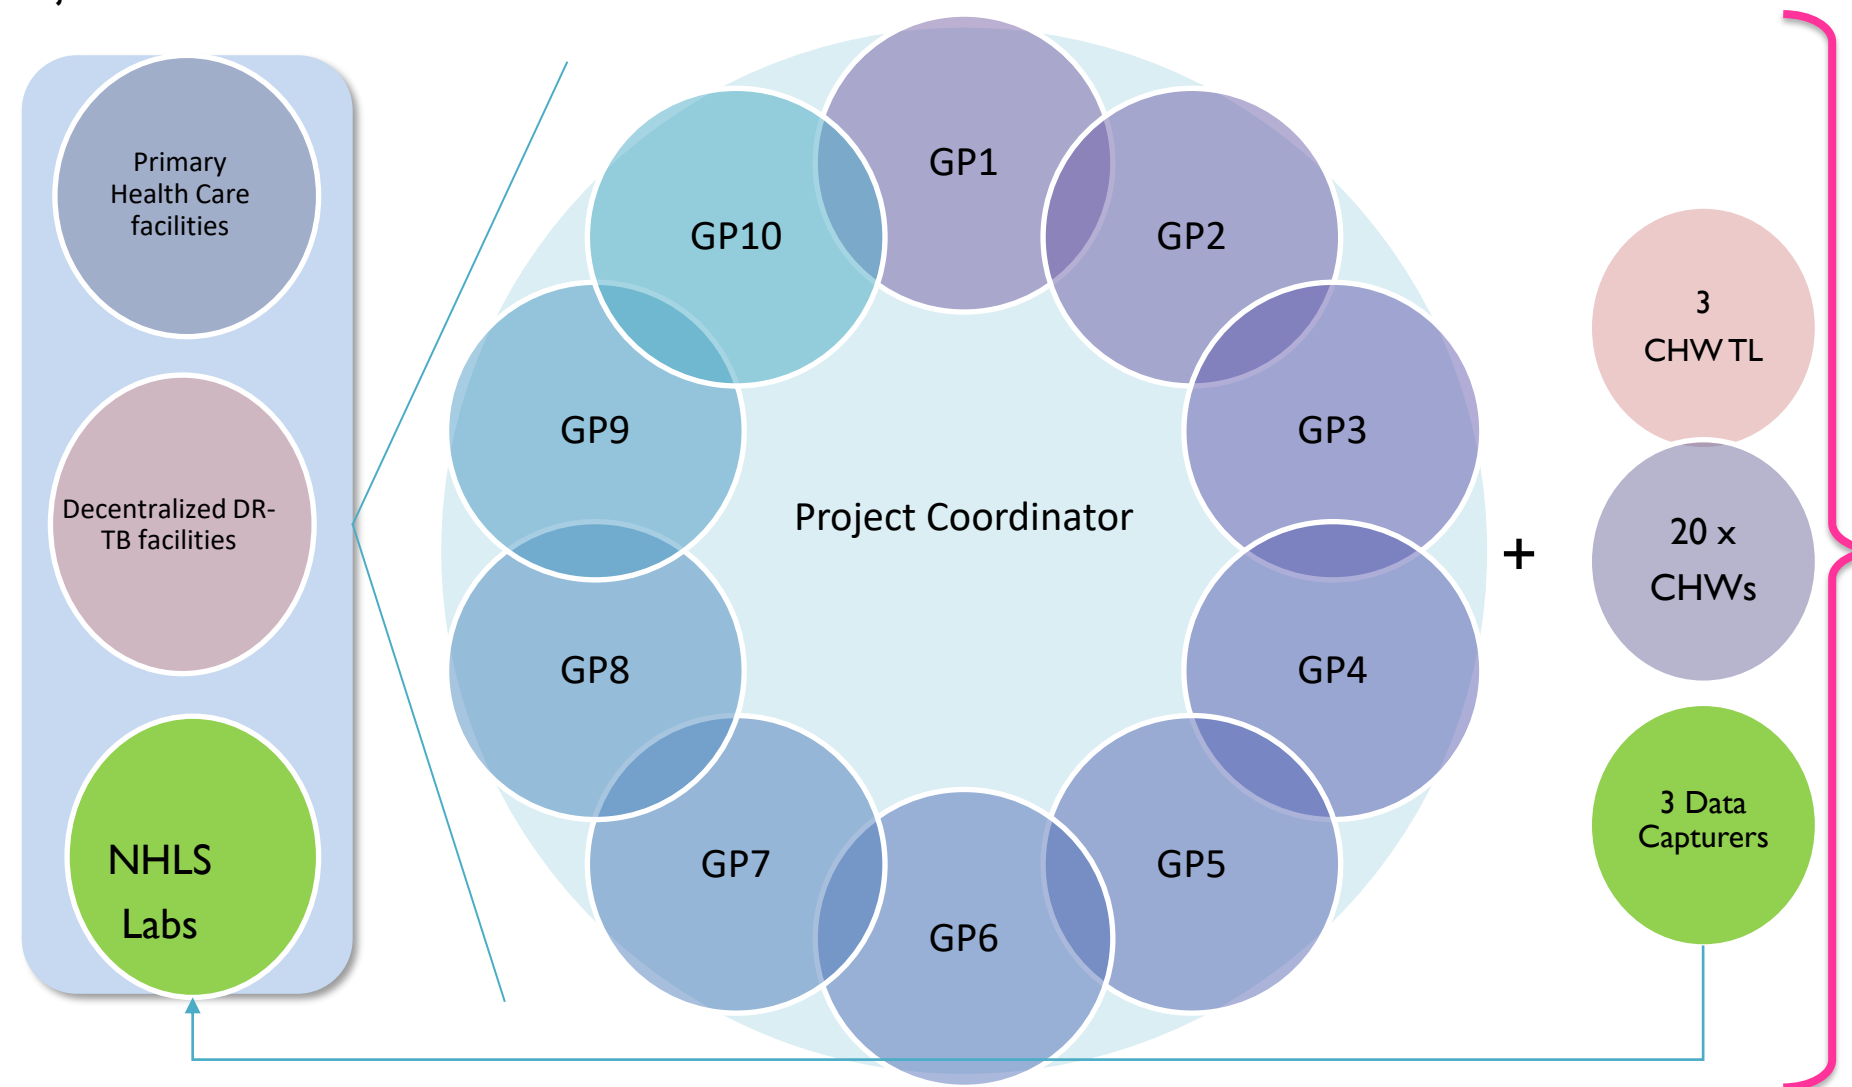 Primary
Health Care
facilities
Decentralized DR-
TB facilities
NHLS
Labs
GP1
GP2
GP3
GP4
GP5
GP6
GP7
GP8
GP9
GP10
Project Coordinator
+
3
CHW TL
20 x
CHWs
3 Data
Capturers